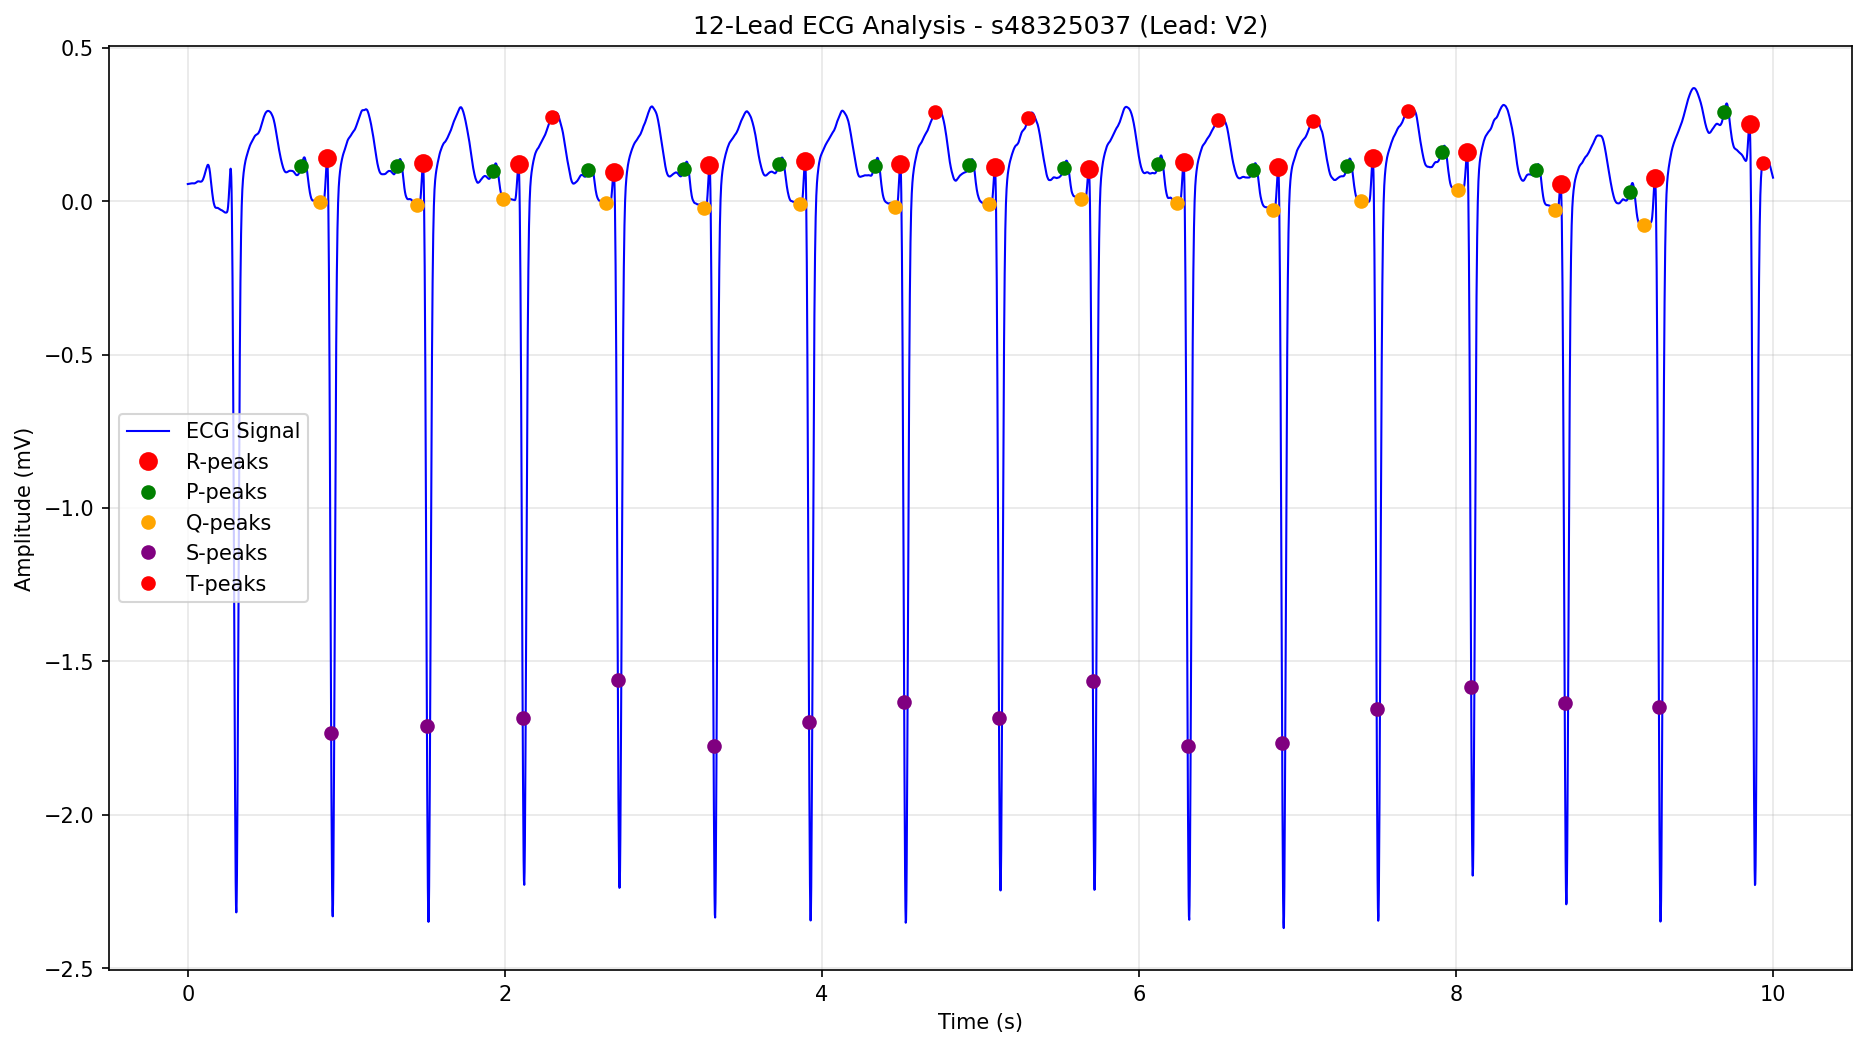 12-Lead ECG Analysis - s48325037 (Lead: V2)
0.5
0.0
−0.5
−1.0
−1.5
−2.0
−2.5
Amplitude (mV)
ECG Signal
R-peaks
P-peaks
Q-peaks
S-peaks
T-peaks
0 2 4 6 8 10
Time (s)